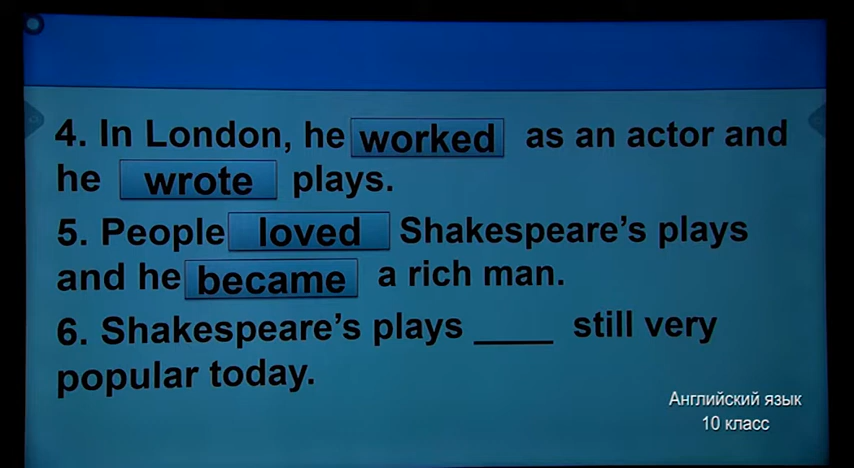 4. In London, he worked as an actor and
he wrote plays.
5. People loved Shakespeare’s plays
and he became a rich man.
6. Shakespeare’s plays ____ still very
popular today.
Английский язык
10 класс